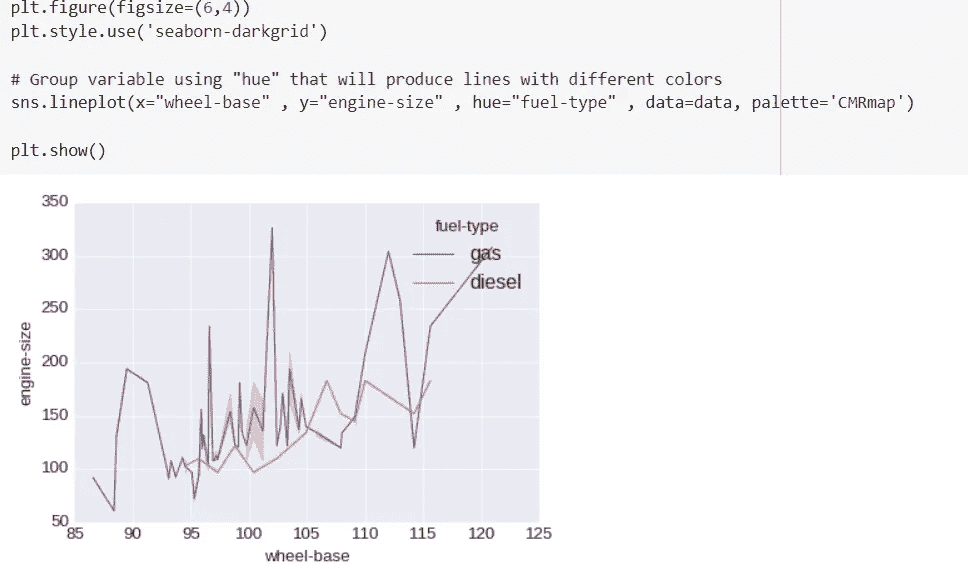 plt.figure(figsize=(6,4))
plt.style.use('seaborn-darkgrid')
# Group variable using "hue" that will produce lines with different colors
sns.lineplot(x="wheel-base" , y="engine-size" , hue="fuel-type" , data=data, palette='CMRmap')
plt.show()
350
300
250
200
150
100
50
engine-size
fuel-type
gas
diesel
85 90 95 100 105 110 115 120 125
wheel-base